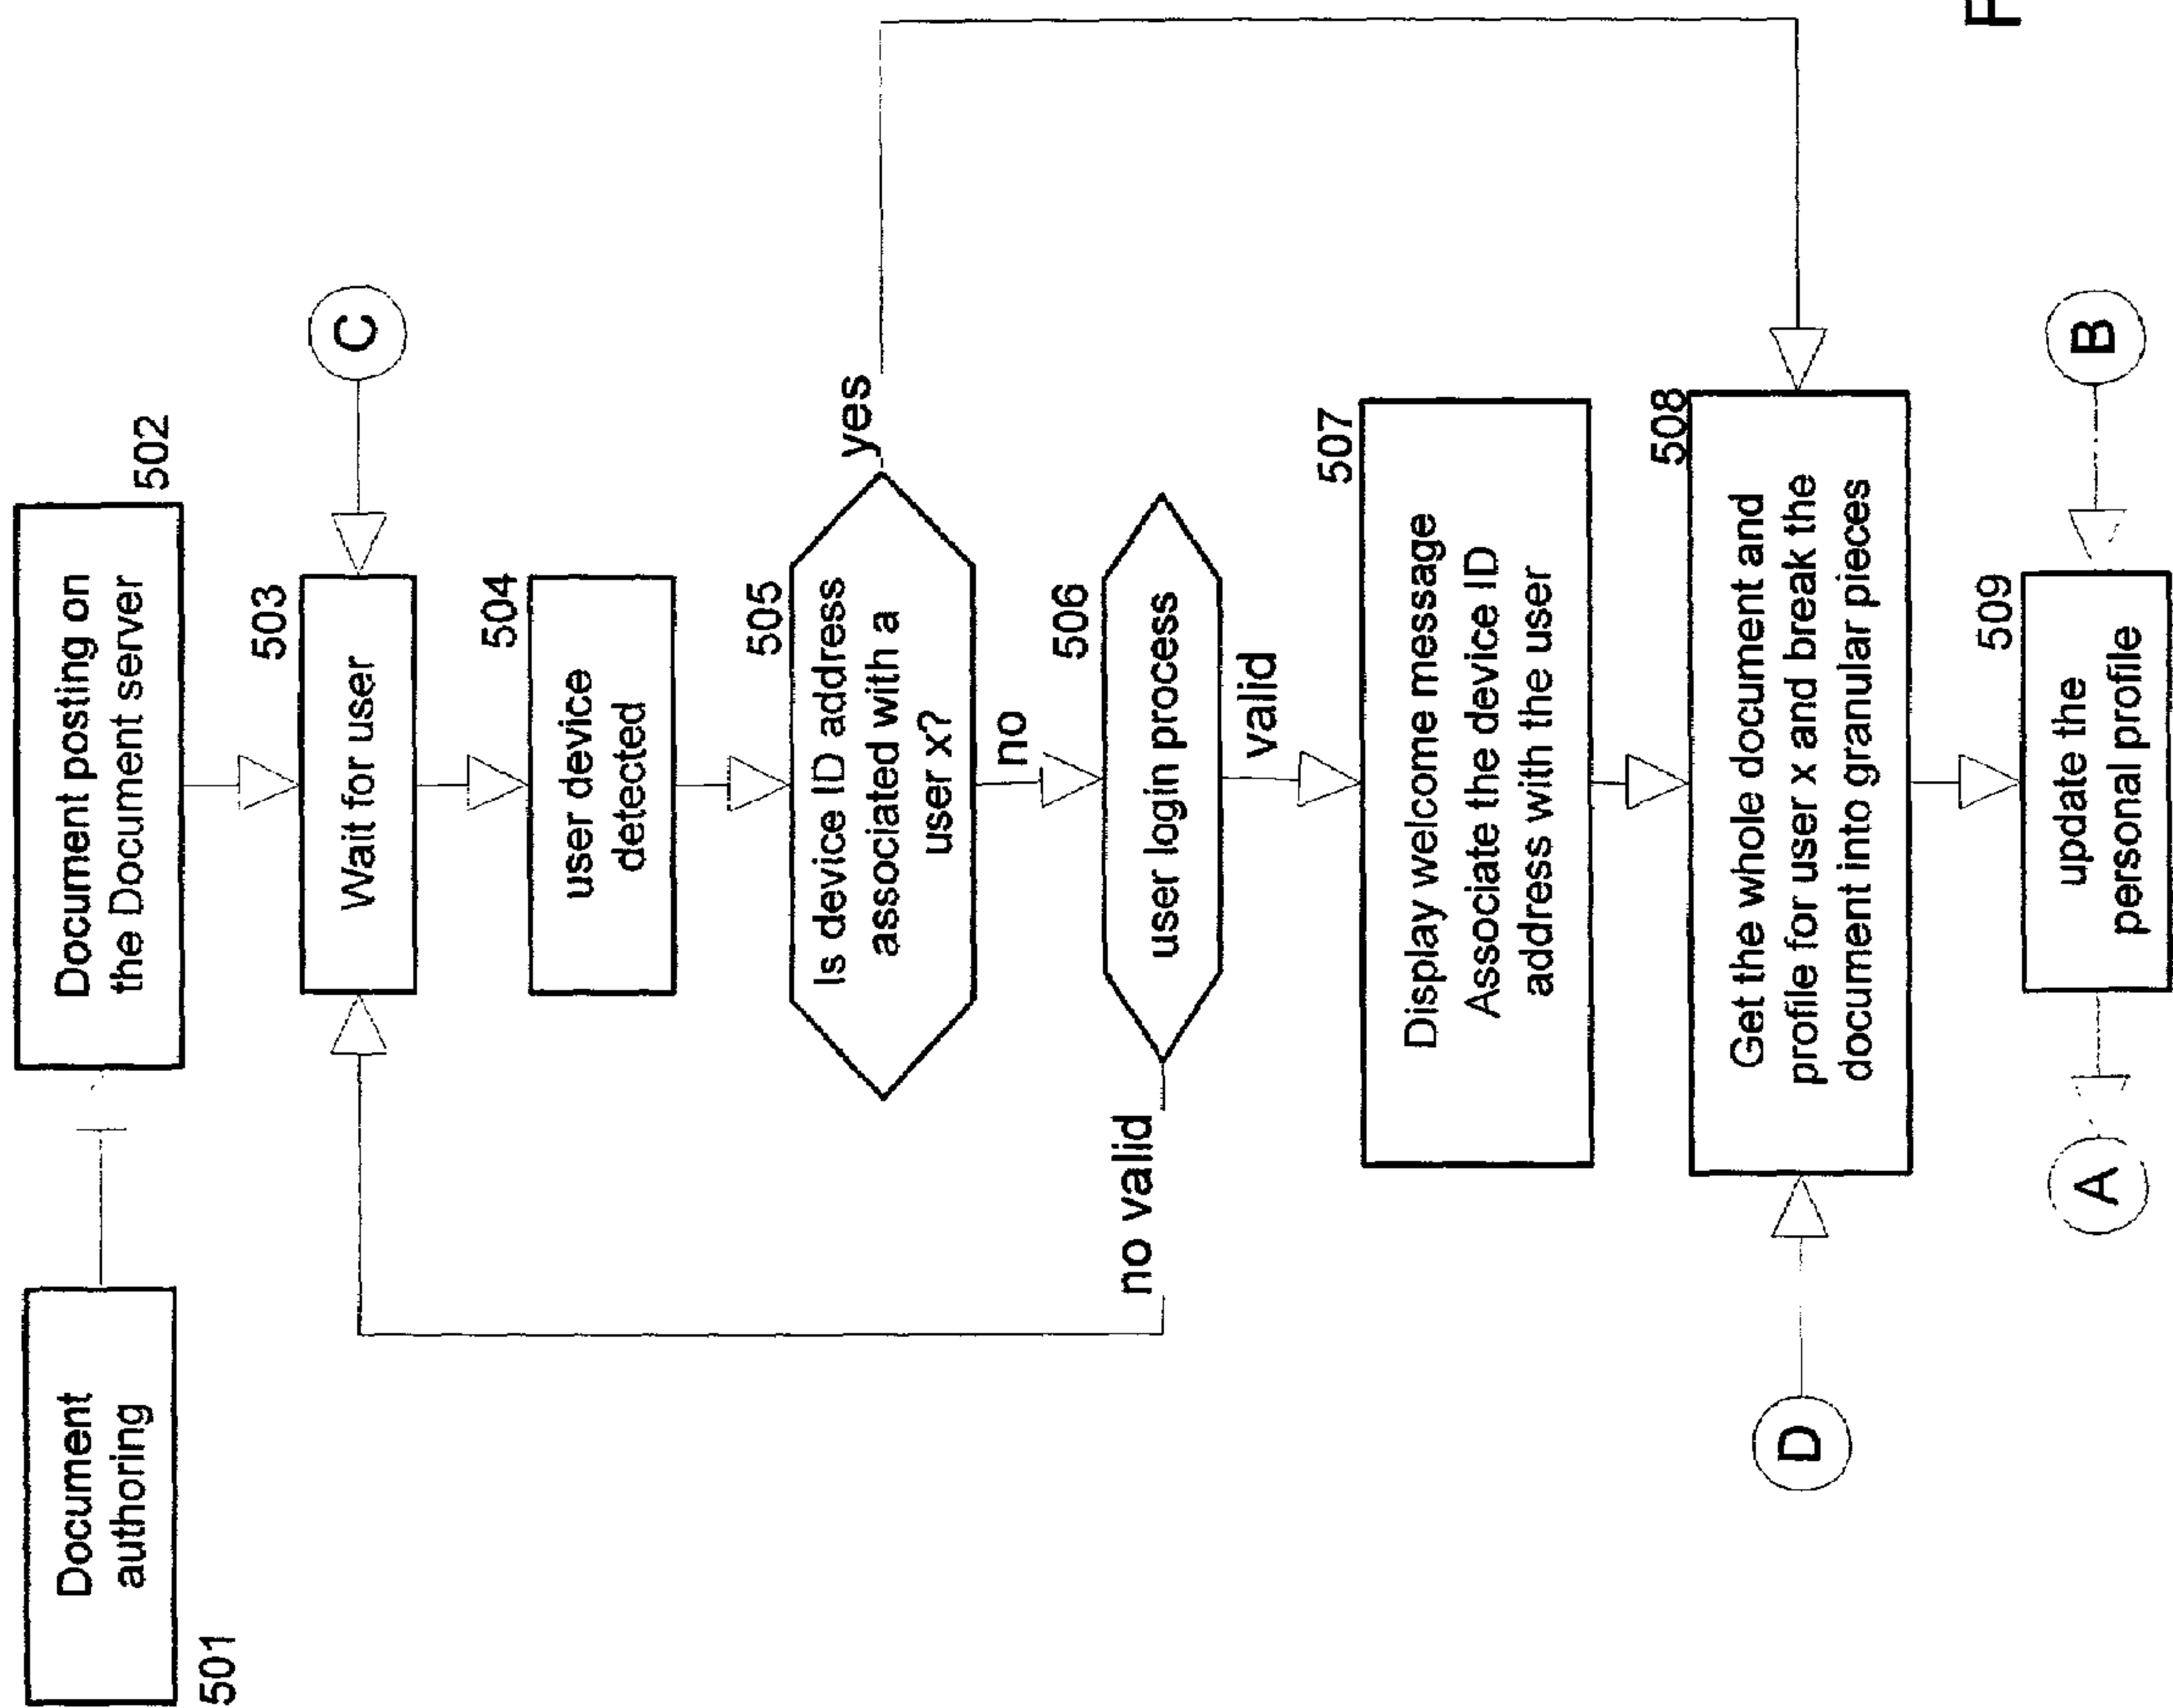 501
Document
authoring
Document posting on
the Document server
502
503
Wait for user
C
504
user device
detected
505
Is device ID address
associated with a
user x?
yes
no
506
user login process
no valid
valid
507
Display welcome message
Associate the device ID
address with the user
508
Get the whole document and
profile for user x and break the
document into granular pieces
D
509
update the
personal profile
A
B